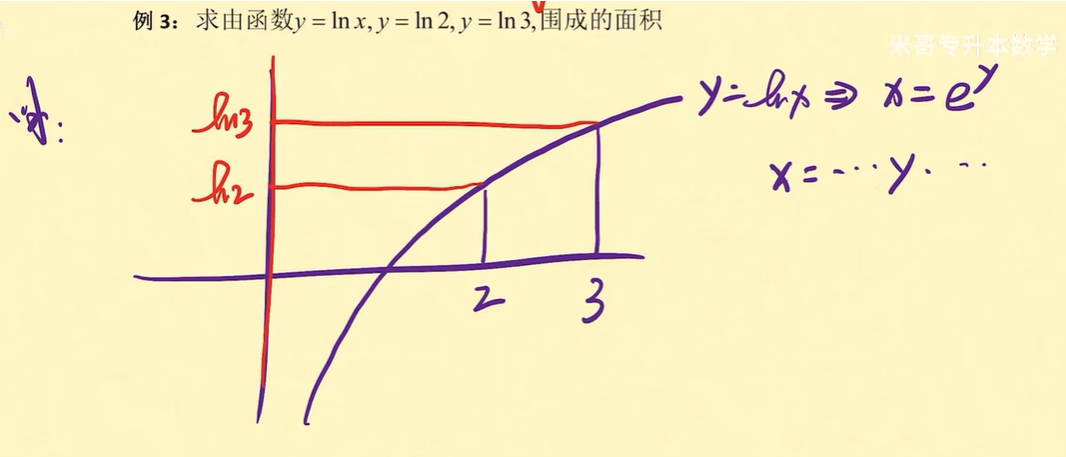 例 3：求由函数y = ln x, y = ln 2, y = ln 3,围成的面积
米哥专升本数学
ln3
y=lnx ⇒ x=e^y
ln2
x=---y. --
2 3